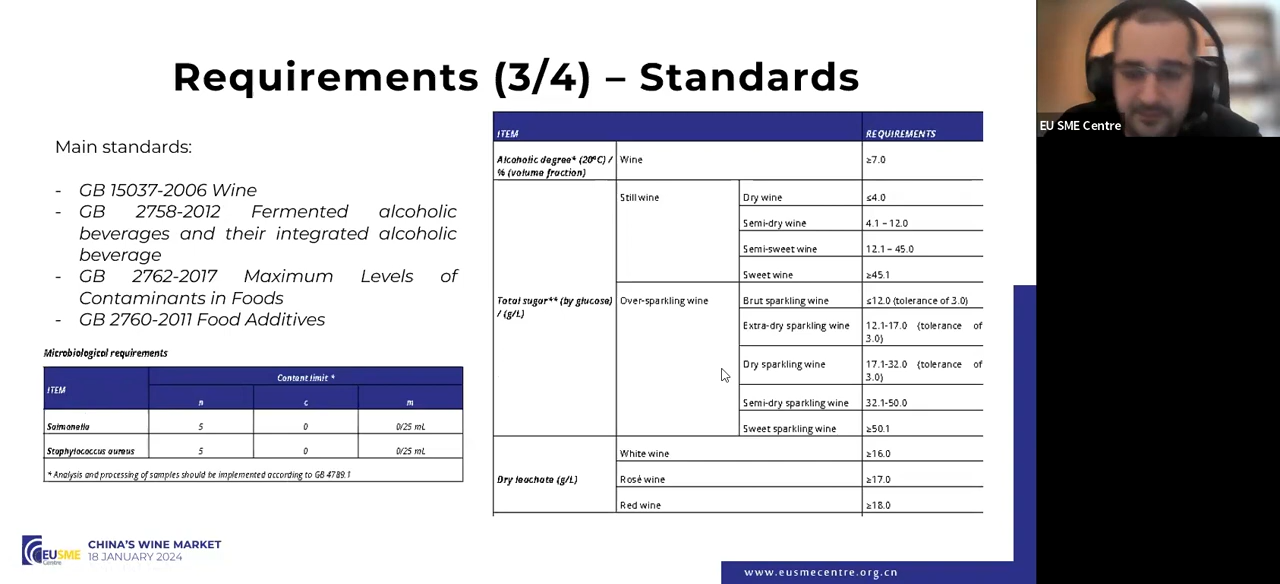 Requirements (3/4) – Standards
Main standards:
- GB 15037-2006 Wine
- GB 2758-2012 Fermented alcoholic
beverages and their integrated alcoholic
beverage
- GB 2762-2017 Maximum Levels of
Contaminants in Foods
- GB 2760-2011 Food Additives
Microbiological requirements
ITEM Content limit *
n c m
Salmonella 5 0 0/25 mL
Staphylococcus aureus 5 0 0/25 mL
* Analysis and processing of samples should be implemented according to GB 4789.1
ITEM REQUIREMENTS
Alcoholic degree* (20°C) /
% (volume fraction) Wine ≥7.0
Total sugar** (by glucose)
/ (g/L)
Still wine Dry wine ≤4.0
Semi-dry wine 4.1 – 12.0
Semi-sweet wine 12.1 – 45.0
Sweet wine ≥45.1
Over-sparkling wine Brut sparkling wine ≤12.0 (tolerance of 3.0)
Extra-dry sparkling wine 12.1-17.0 (tolerance of
3.0)
Dry sparkling wine 17.1-32.0 (tolerance of
3.0)
Semi-dry sparkling wine 32.1-50.0
Sweet sparkling wine ≥50.1
Dry leachate (g/L)
White wine ≥16.0
Rosé wine ≥17.0
Red wine ≥18.0
EU SME Centre
EUSME
Centre
CHINA'S WINE MARKET
18 JANUARY 2024
www.eusmecentre.org.cn